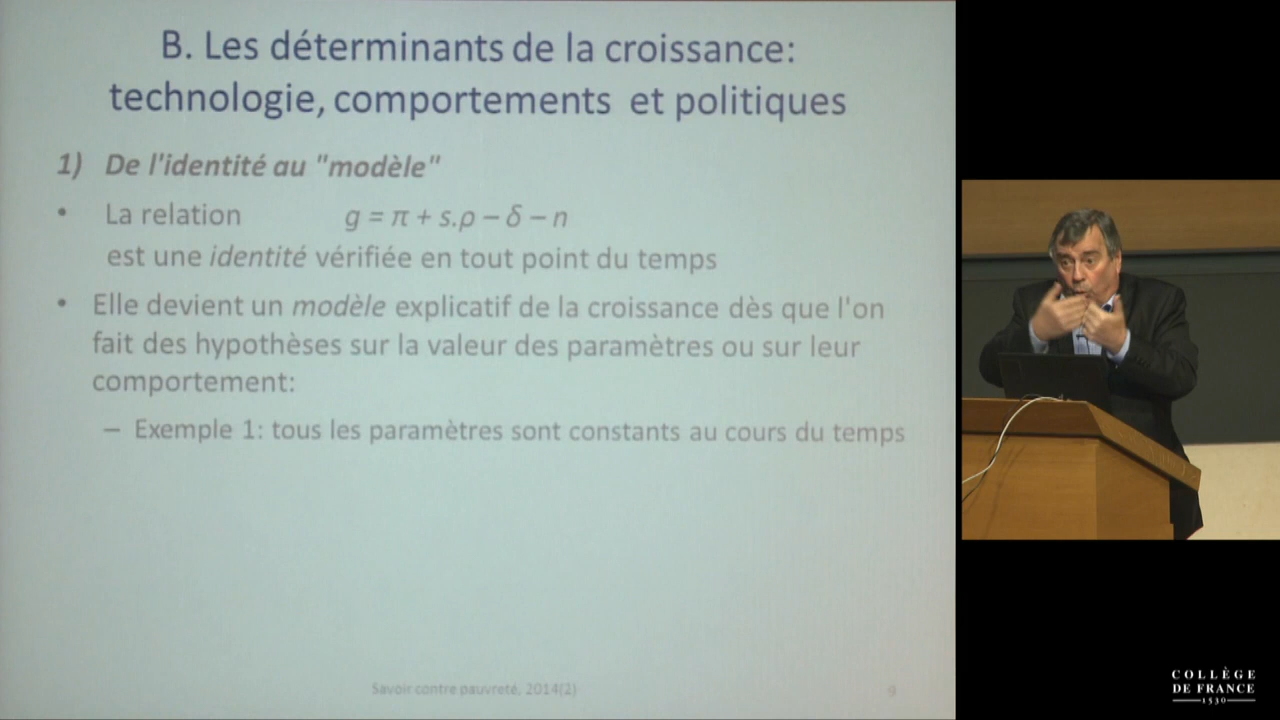 B. Les déterminants de la croissance:
technologie, comportements et politiques
1) De l'identité au "modèle"
• La relation g = π + s.ρ – δ – n
est une identité vérifiée en tout point du temps
• Elle devient un modèle explicatif de la croissance dès que l'on
fait des hypothèses sur la valeur des paramètres ou sur leur
comportement:
– Exemple 1: tous les paramètres sont constants au cours du temps
Savoir contre pauvreté, 2014(2)
9
COLLÈGE
DE FRANCE
1530